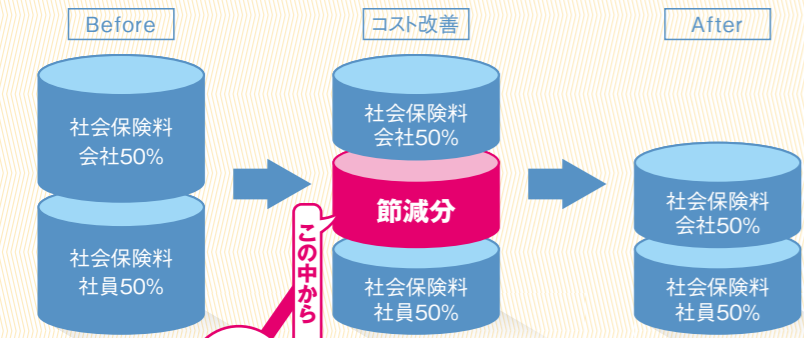 Before
社会保険料
会社50%
社会保険料
社員50%
コスト改善
社会保険料
会社50%
節減分
この中から
社会保険料
社員50%
After
社会保険料
会社50%
社会保険料
社員50%